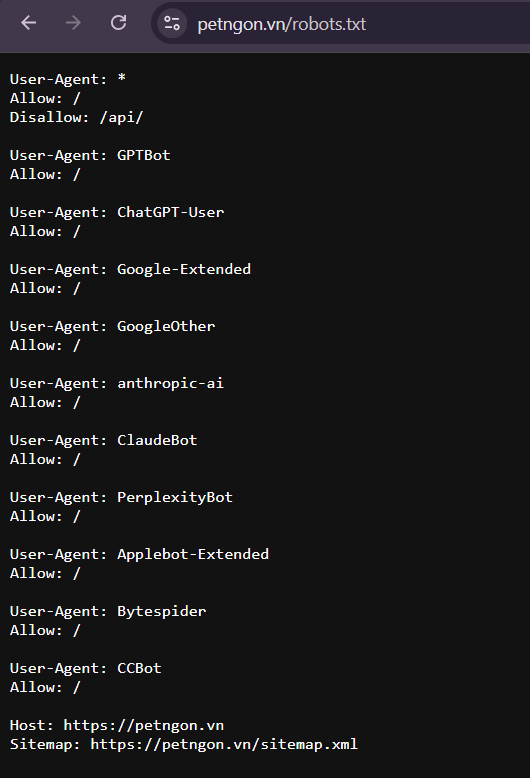 petngon.vn/robots.txt
User-Agent: *
Allow: /
Disallow: /api/
User-Agent: GPTBot
Allow: /
User-Agent: ChatGPT-User
Allow: /
User-Agent: Google-Extended
Allow: /
User-Agent: GoogleOther
Allow: /
User-Agent: anthropic-ai
Allow: /
User-Agent: ClaudeBot
Allow: /
User-Agent: PerplexityBot
Allow: /
User-Agent: Applebot-Extended
Allow: /
User-Agent: Bytespider
Allow: /
User-Agent: CCBot
Allow: /
Host: https://petngon.vn
Sitemap: https://petngon.vn/sitemap.xml